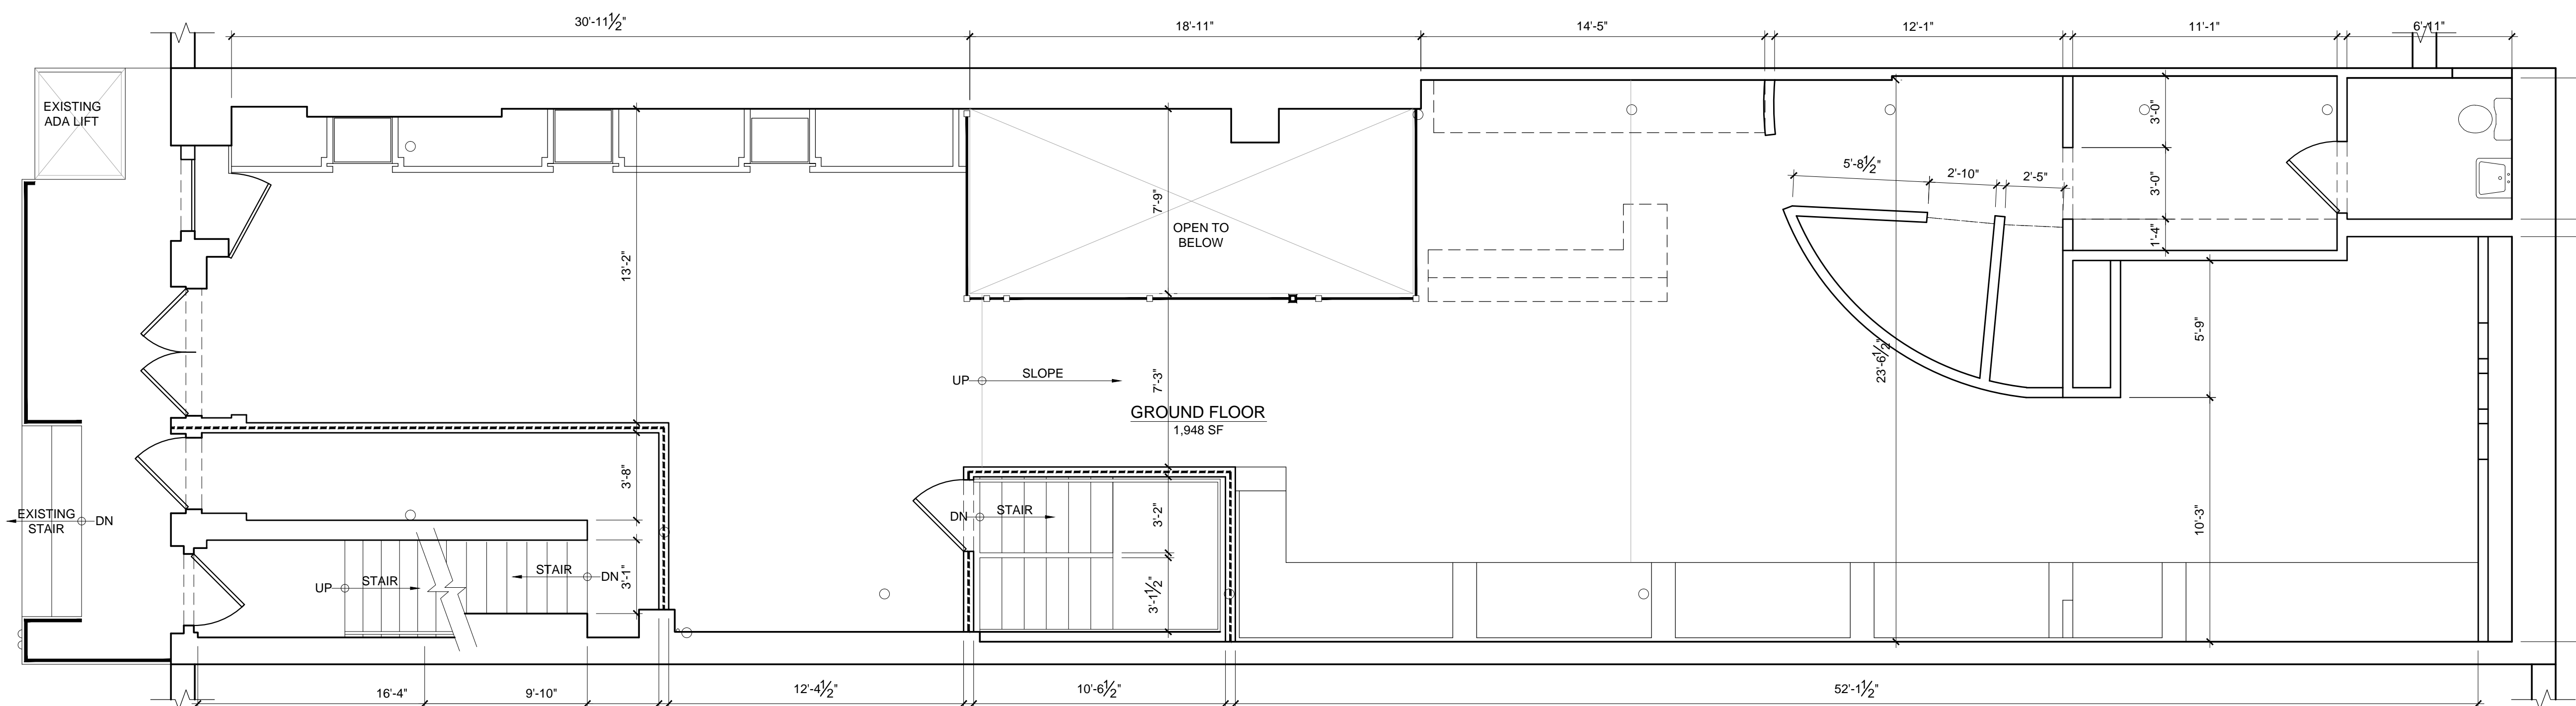 30'-11½"
18'-11"
14'-5"
12'-1"
11'-1"
6'-11"
EXISTING
ADA LIFT
3'-0"
5'-8½"
2'-10"
2'-5"
3'-0"
7'-9"
OPEN TO
BELOW
1'-4"
13'-2"
5'-9"
23'-6½"
UP
SLOPE
7'-3"
GROUND FLOOR
1,948 SF
3'-8"
10'-3"
EXISTING
STAIR
DN
DN
STAIR
3'-2"
UP
STAIR
STAIR
DN
3'-1"
3'-1½"
16'-4"
9'-10"
12'-4½"
10'-6½"
52'-1½"